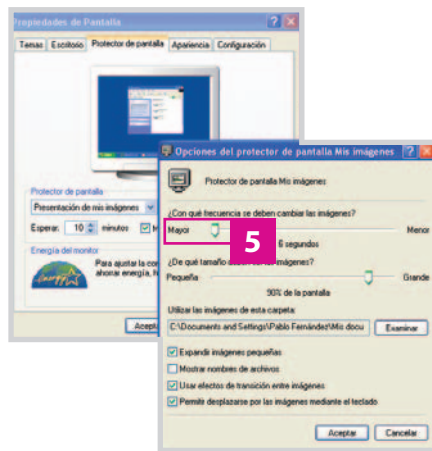 Propiedades de Pantalla
Temas Escritorio Protector de pantalla Apariencia Configuración
Protector de pantalla
Presentación de mis imágenes
Esperar: 10 minutos
Energía del monitor
Para ajustar la
ahorrar energía,
energy
Opciones del protector de pantalla Mis imágenes
Protector de pantalla Mis imágenes
¿Con qué frecuencia se deben cambiar las imágenes?
Mayor Menor
5
6 segundos
¿De qué tamaño imágenes?
Pequeña Grande
90% de la pantalla
Utilizar las imágenes de esta carpeta:
C:\Documents and Settings\Pablo Fernández\Mis docu Examinar
Expandir imágenes pequeñas
Mostrar nombres de archivos
Usar efectos de transición entre imágenes
Permitir desplazarse por las imágenes mediante el teclado
Aceptar Cancelar